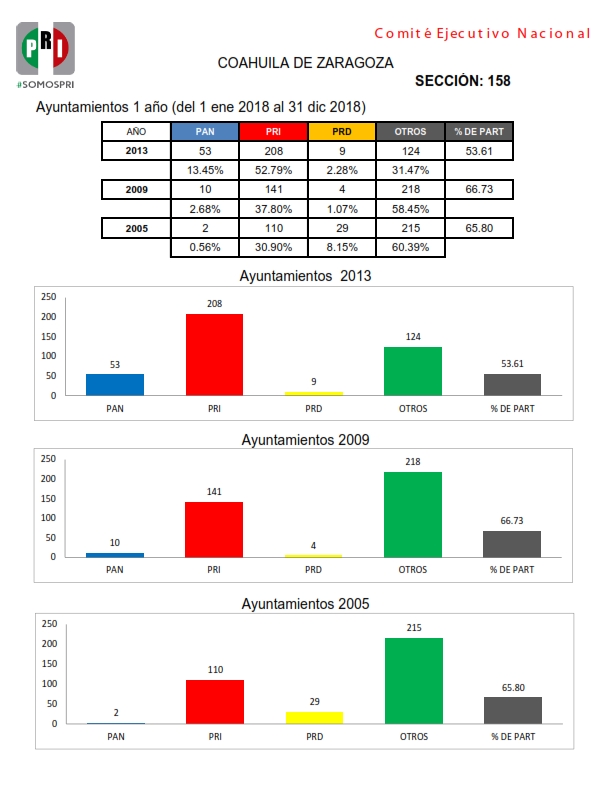 Comité Ejecutivo Nacional
PRI
#SOMOSPRI
COAHUILA DE ZARAGOZA
SECCIÓN: 158
Ayuntamientos 1 año (del 1 ene 2018 al 31 dic 2018)
AÑO PAN PRI PRD OTROS % DE PART
2013 53 208 9 124 53.61
13.45% 52.79% 2.28% 31.47%
2009 10 141 4 218 66.73
2.68% 37.80% 1.07% 58.45%
2005 2 110 29 215 65.80
0.56% 30.90% 8.15% 60.39%
Ayuntamientos 2013
250
200
150
100
50
0
53 208 9 124 53.61
PAN PRI PRD OTROS % DE PART
Ayuntamientos 2009
250
200
150
100
50
0
10 141 4 218 66.73
PAN PRI PRD OTROS % DE PART
Ayuntamientos 2005
250
200
150
100
50
0
2 110 29 215 65.80
PAN PRI PRD OTROS % DE PART